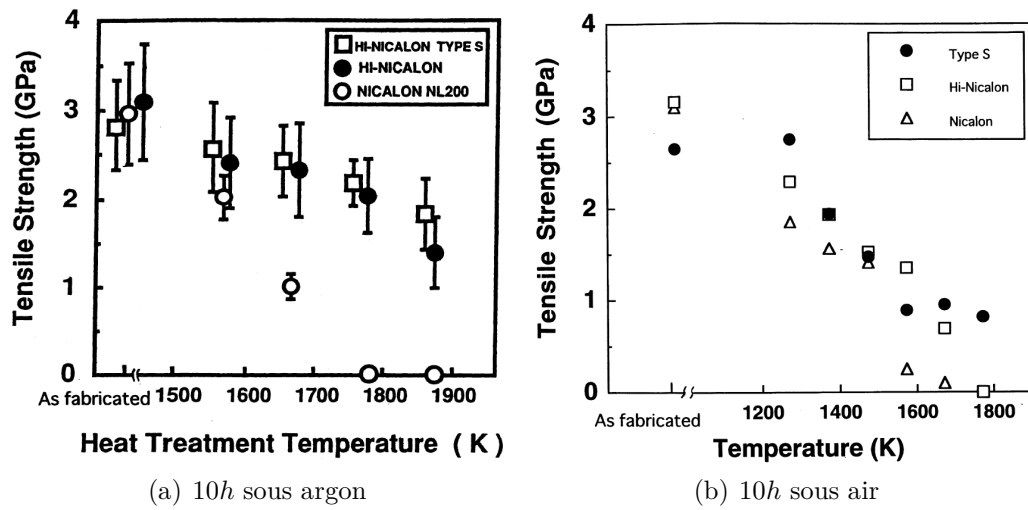 4
3
2
1
0
Tensile Strength (GPa)
HI-NICALON TYPE S
HI-NICALON
NICALON NL200
As fabricated
1500
1600
1700
1800
1900
Heat Treatment Temperature ( K )
(a) 10h sous argon
4
3
2
1
0
Tensile Strength (GPa)
Type S
Hi-Nicalon
Nicalon
As fabricated
1200
1400
1600
1800
Temperature (K)
(b) 10h sous air